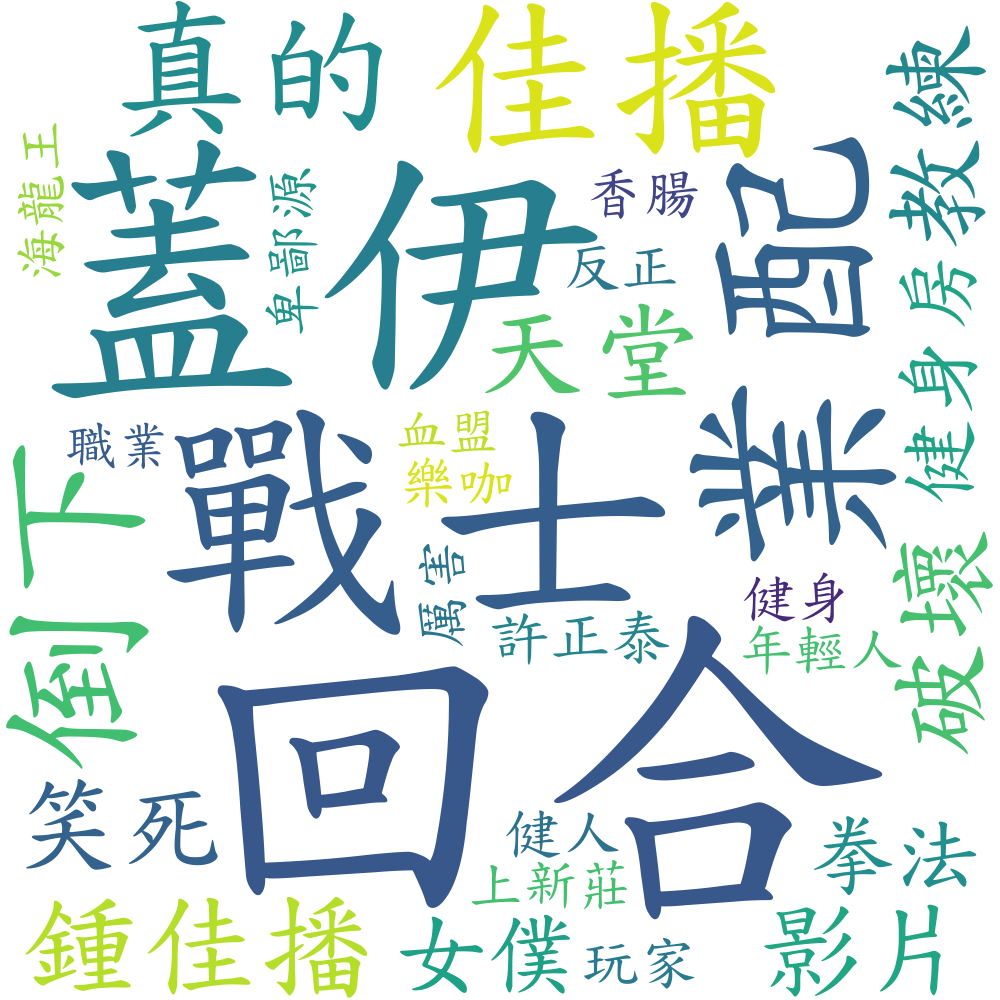 真的
佳播
健身房教練
海龍王
卑鄙源
蓋伊
香腸
配業
反正
天堂
職業
血盟
樂咖
戰士
倒下
厲害
許正泰
健身
年輕人
破壞
回合
笑死
健人
上新莊
拳法
鍾佳播
女僕
玩家
影片